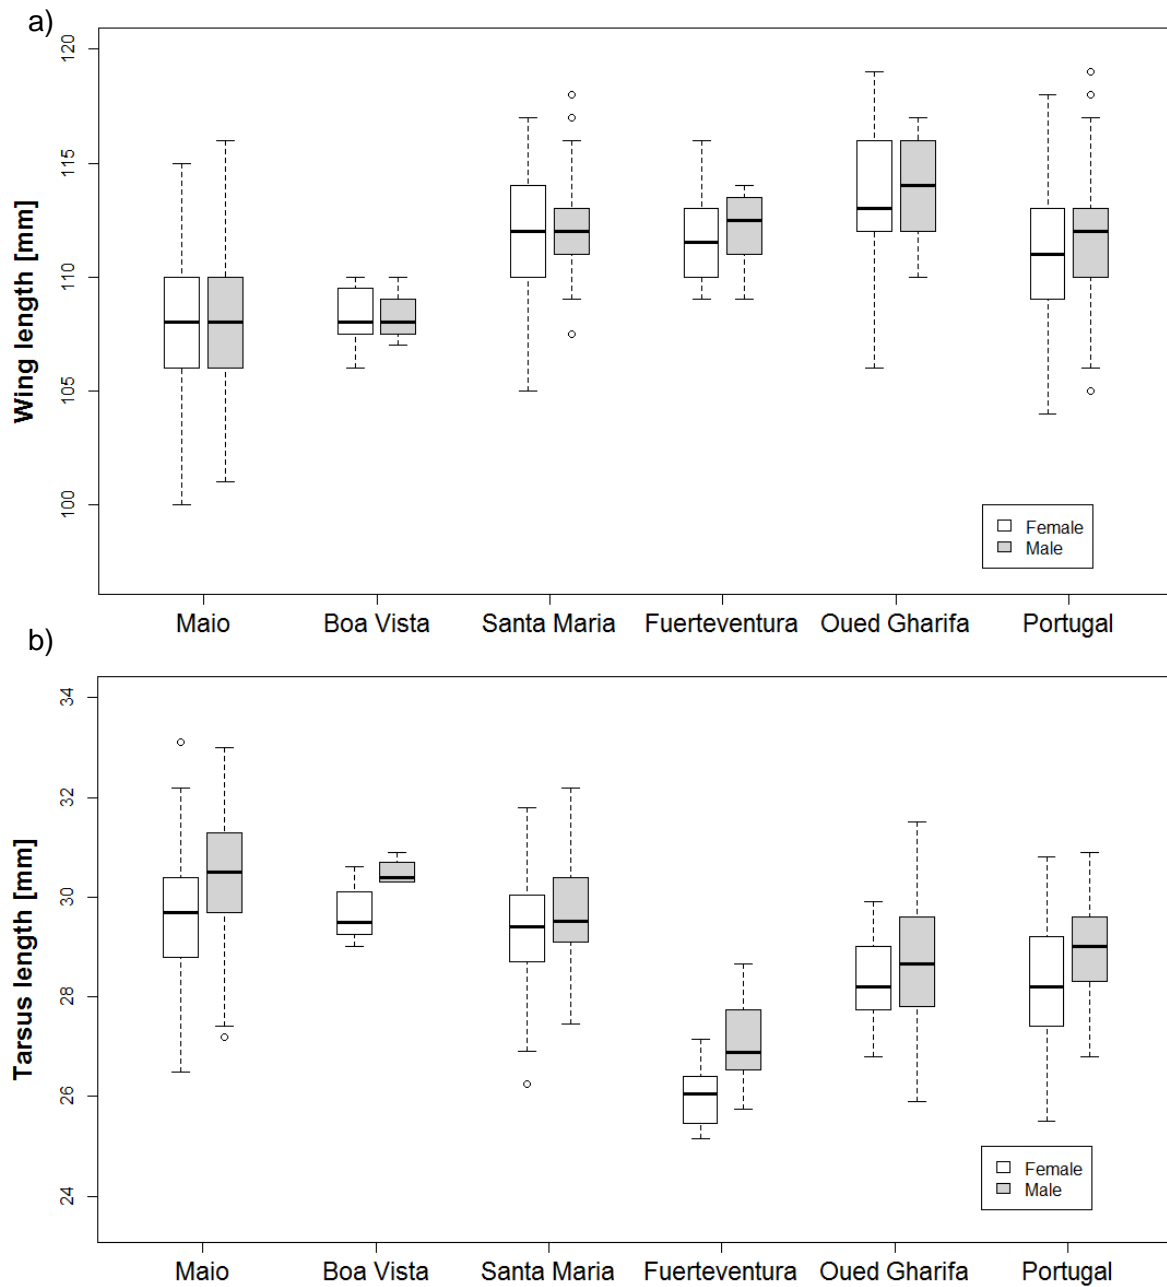 a)
120
115
110
105
100
Wing length [mm]
Female
Male
Maio
Boa Vista
Santa Maria
Fuerteventura
Oued Gharifa
Portugal
b)
34
32
30
28
26
24
Tarsus length [mm]
Female
Male
Maio
Boa Vista
Santa Maria
Fuerteventura
Oued Gharifa
Portugal